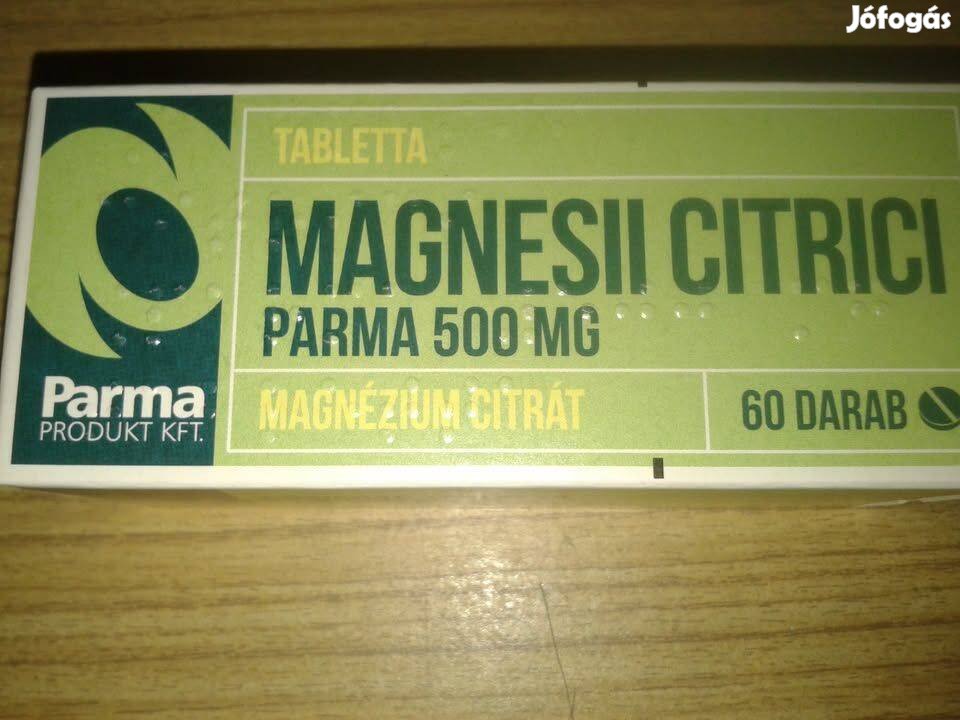 Jófogás
TABLETTA
MAGNESII CITRICI
PARMA 500 MG
MAGNÉZIUM CITRÁT
60 DARAB
Parma
PRODUKT KFT.